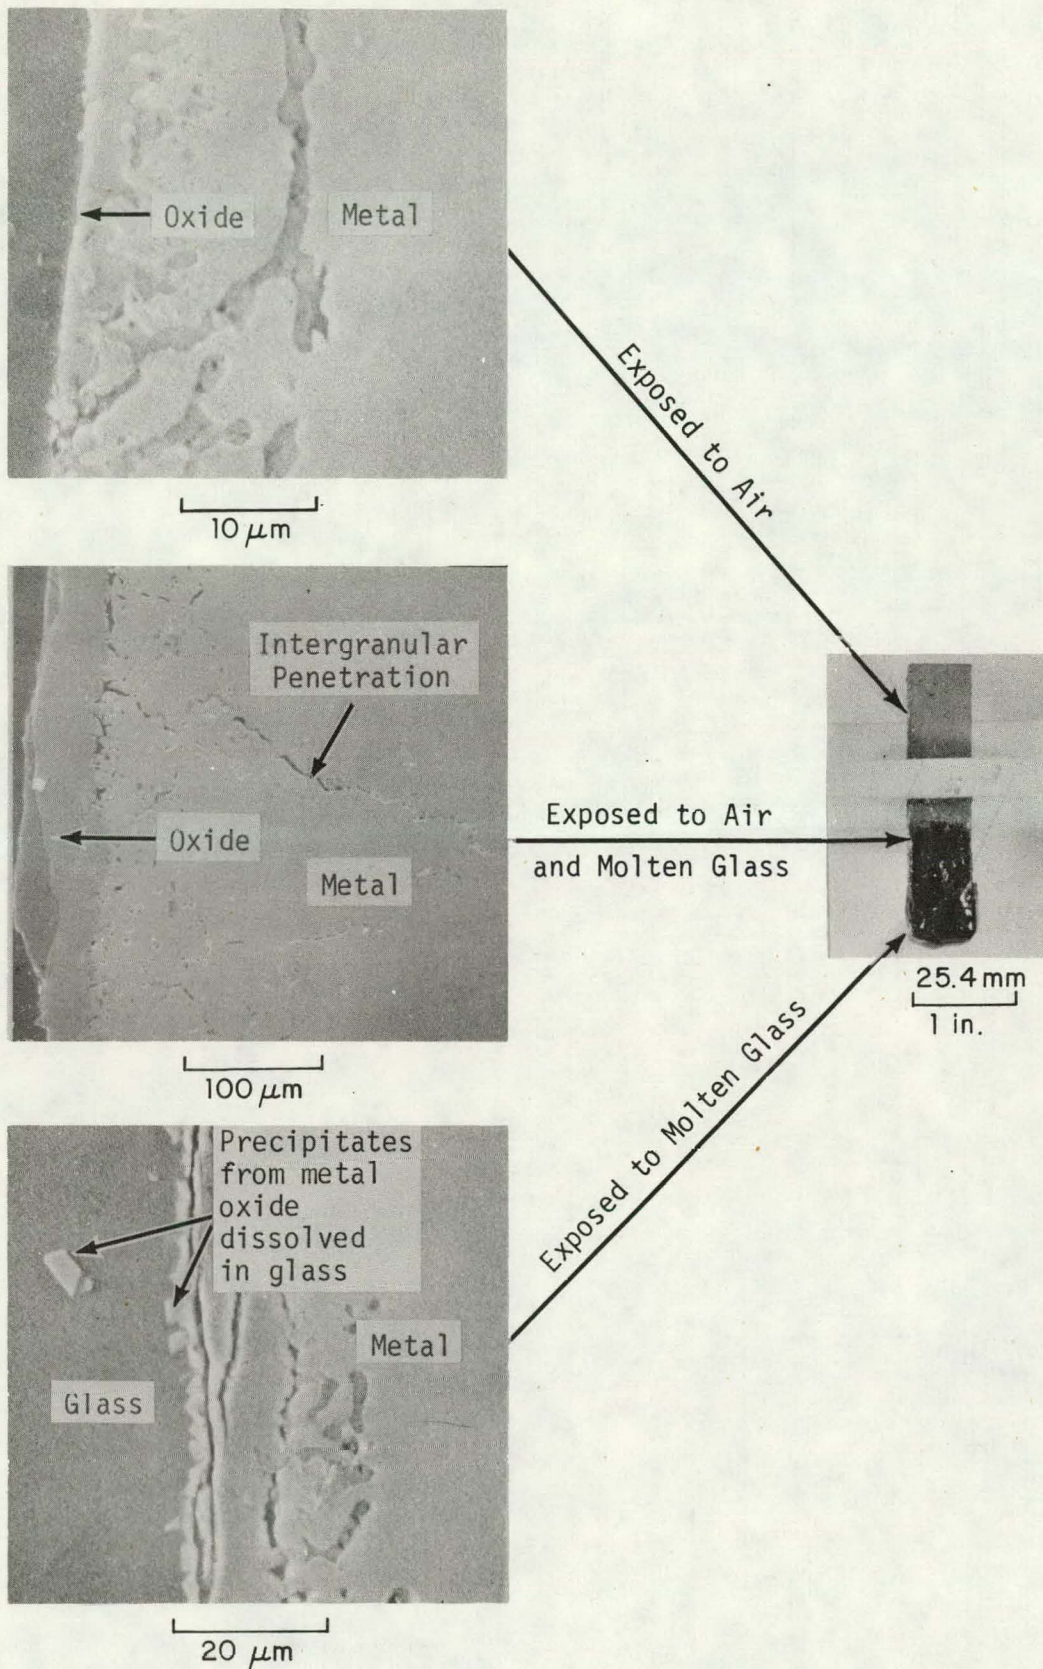 Oxide
Metal
10 μm
Exposed to Air
Intergranular
Penetration
Oxide
Metal
100 μm
Exposed to Air
and Molten Glass
25.4 mm
1 in.
Precipitates
from metal
oxide
dissolved
in glass
Metal
Glass
20 μm
Exposed to Molten Glass